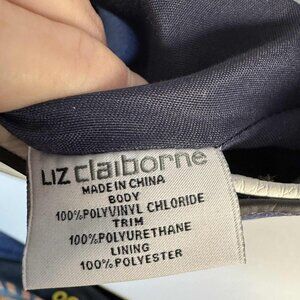 LIZ claiborne
MADE IN CHINA
BODY
100%POLYVINYL CHLORIDE
TRIM
100%POLYURETHANE
LINING
100%POLYESTER